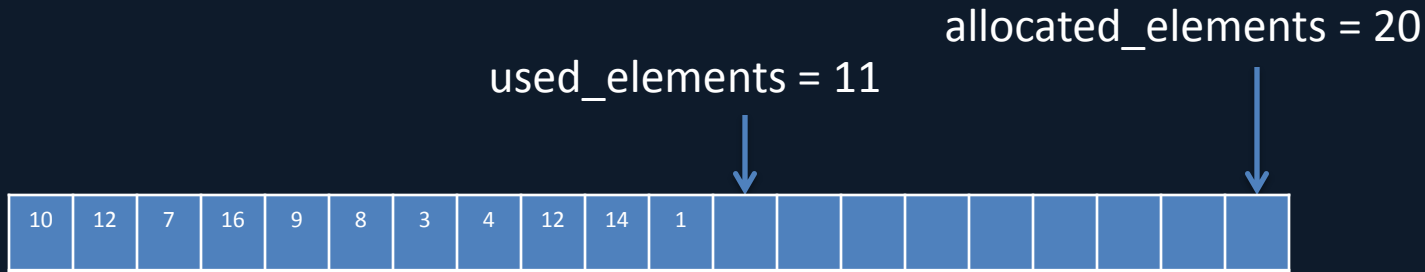 allocated_elements = 20
used_elements = 11
10 12 7 16 9 8 3 4 12 14 1